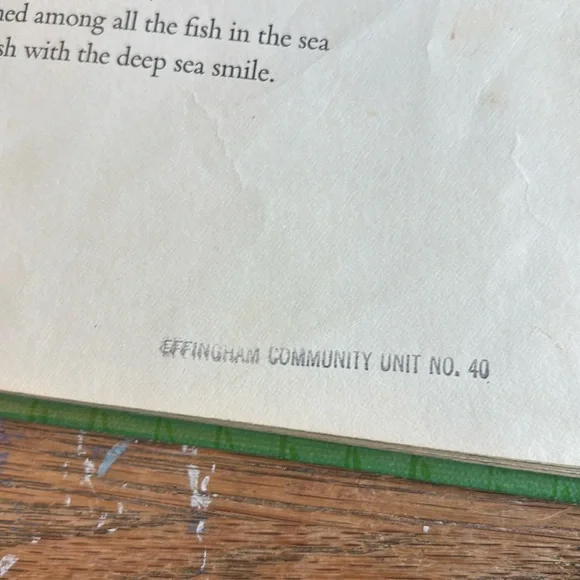 among all the fish in the sea
with the deep sea smile.
EFFINGHAM COMMUNITY UNIT NO. 40